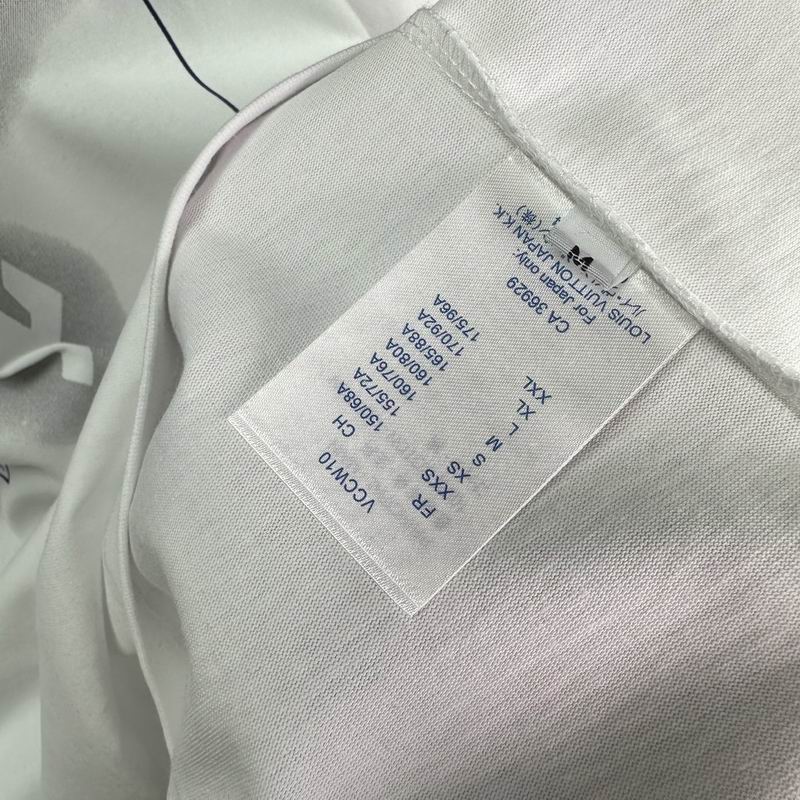 VCCW10
FR CH
XXS 150/68A
XS 155/72A
S 160/76A
M 160/80A
L 165/88A
XL 170/92A
XXL 175/96A
CA 36929
For Japan only:
LOUIS VUITTON JAPAN K.K.
M